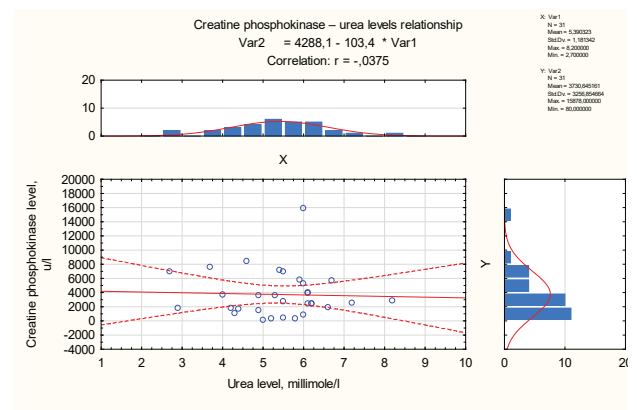 Creatine phosphokinase – urea levels relationship
Var2 = 4288,1 - 103,4 * Var1
Correlation: r = -,0375
X: Var1
N = 31
Mean = 5,390323
Std.Dv. = 1,181342
Max. = 8,200000
Min. = 2,700000
Y: Var2
N = 31
Mean = 3730,645161
Std.Dv. = 3256,854664
Max. = 15878,000000
Min. = 80,000000
20
10
0
X
Creatine phosphokinase level,
u/l
20000
18000
16000
14000
12000
10000
8000
6000
4000
2000
0
-2000
-4000
1 2 3 4 5 6 7 8 9 10
Urea level, millimole/l
Y
0 10 20